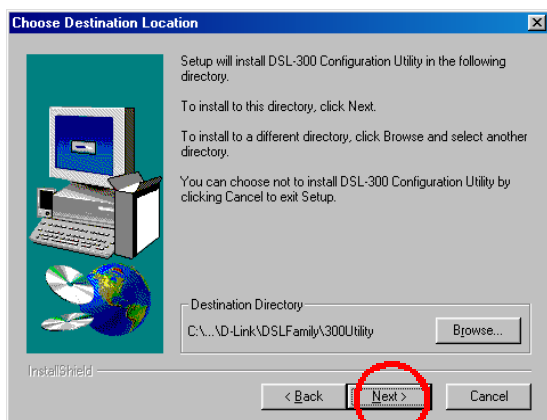 Choose Destination Location
Setup will install DSL-300 Configuration Utility in the following
directory.
To install to this directory, click Next.
To install to a different directory, click Browse and select another
directory.
You can choose not to install DSL-300 Configuration Utility by
clicking Cancel to exit Setup.
Destination Directory
C:\...\D-Link\DSLFamily\300Utility
Browse...
InstallShield
< Back
Next >
Cancel